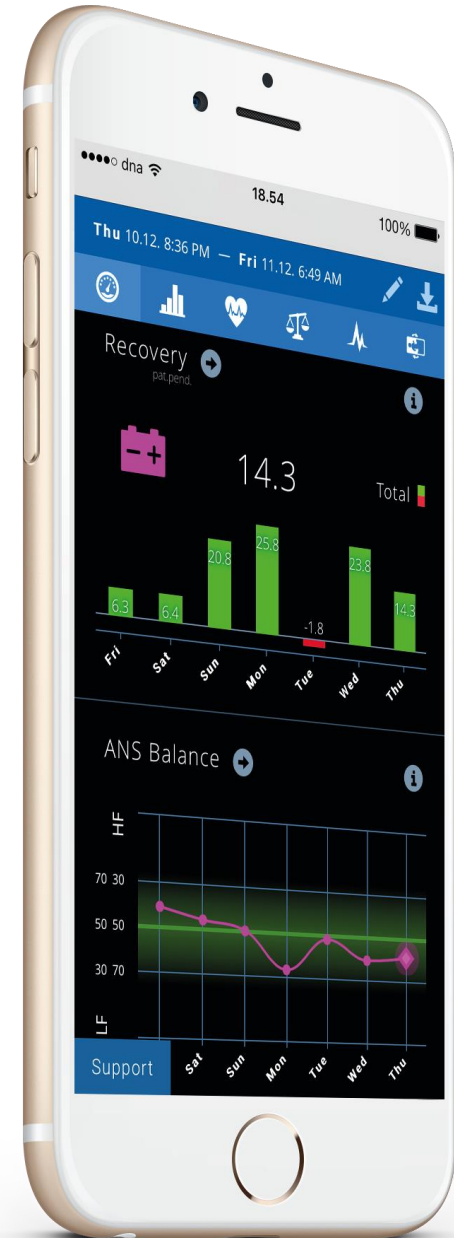 dna
18.54
100%
Thu 10.12. 8:36 PM — Fri 11.12. 6:49 AM
Recovery
pat.pend.
14.3
Total
6.3
6.4
20.8
25.8
-1.8
23.8
14.3
Fri
Sat
Sun
Mon
Tue
Wed
Thu
ANS Balance
HF
70 30
50 50
30 70
LF
Support
Sat
Sun
Mon
Tue
Wed
Thu